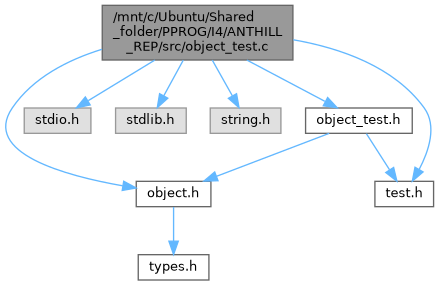 /mnt/c/Ubuntu/Shared
_folder/PPROG/I4/ANTHILL
_REP/src/object_test.c
stdio.h
stdlib.h
string.h
object_test.h
object.h
test.h
types.h